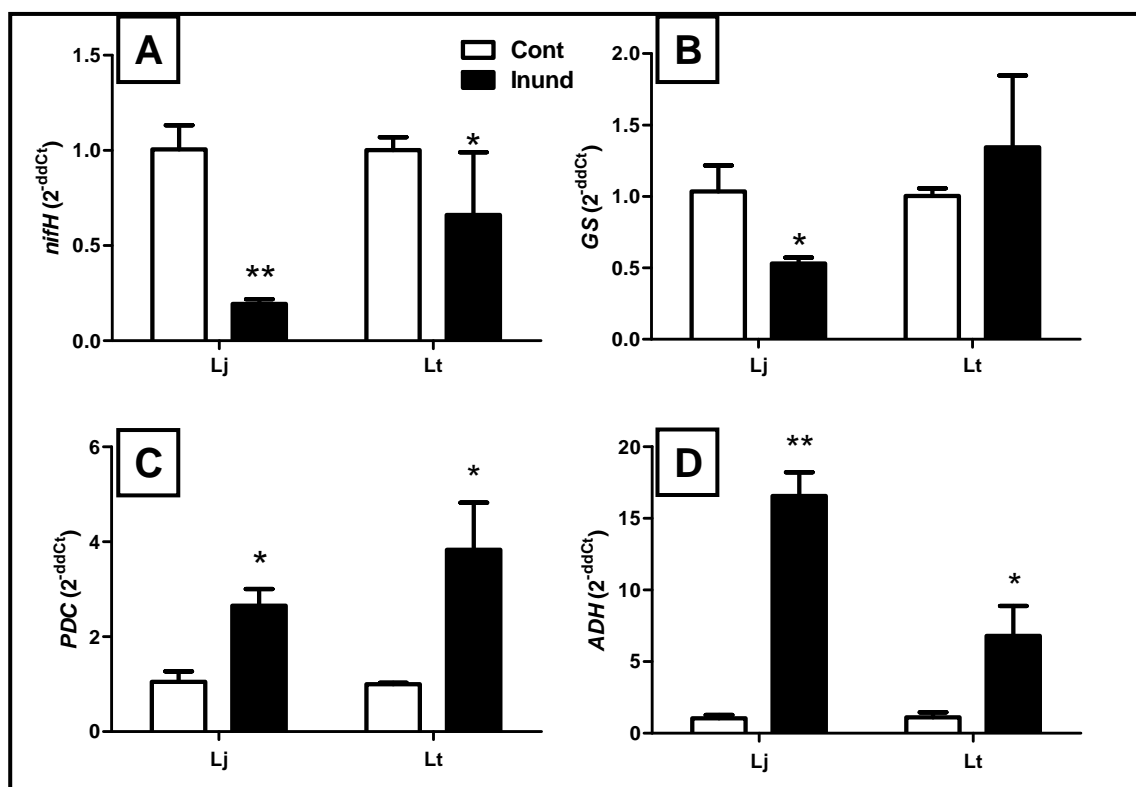 A
Cont
Inund
nifH (2^-ddCt)
1.5
1.0
0.5
0.0
**
*
Lj
Lt
B
GS (2^-ddCt)
2.0
1.5
1.0
0.5
0.0
*
Lj
Lt
C
PDC (2^-ddCt)
6
4
2
0
*
*
Lj
Lt
D
ADH (2^-ddCt)
20
15
10
5
0
**
*
Lj
Lt